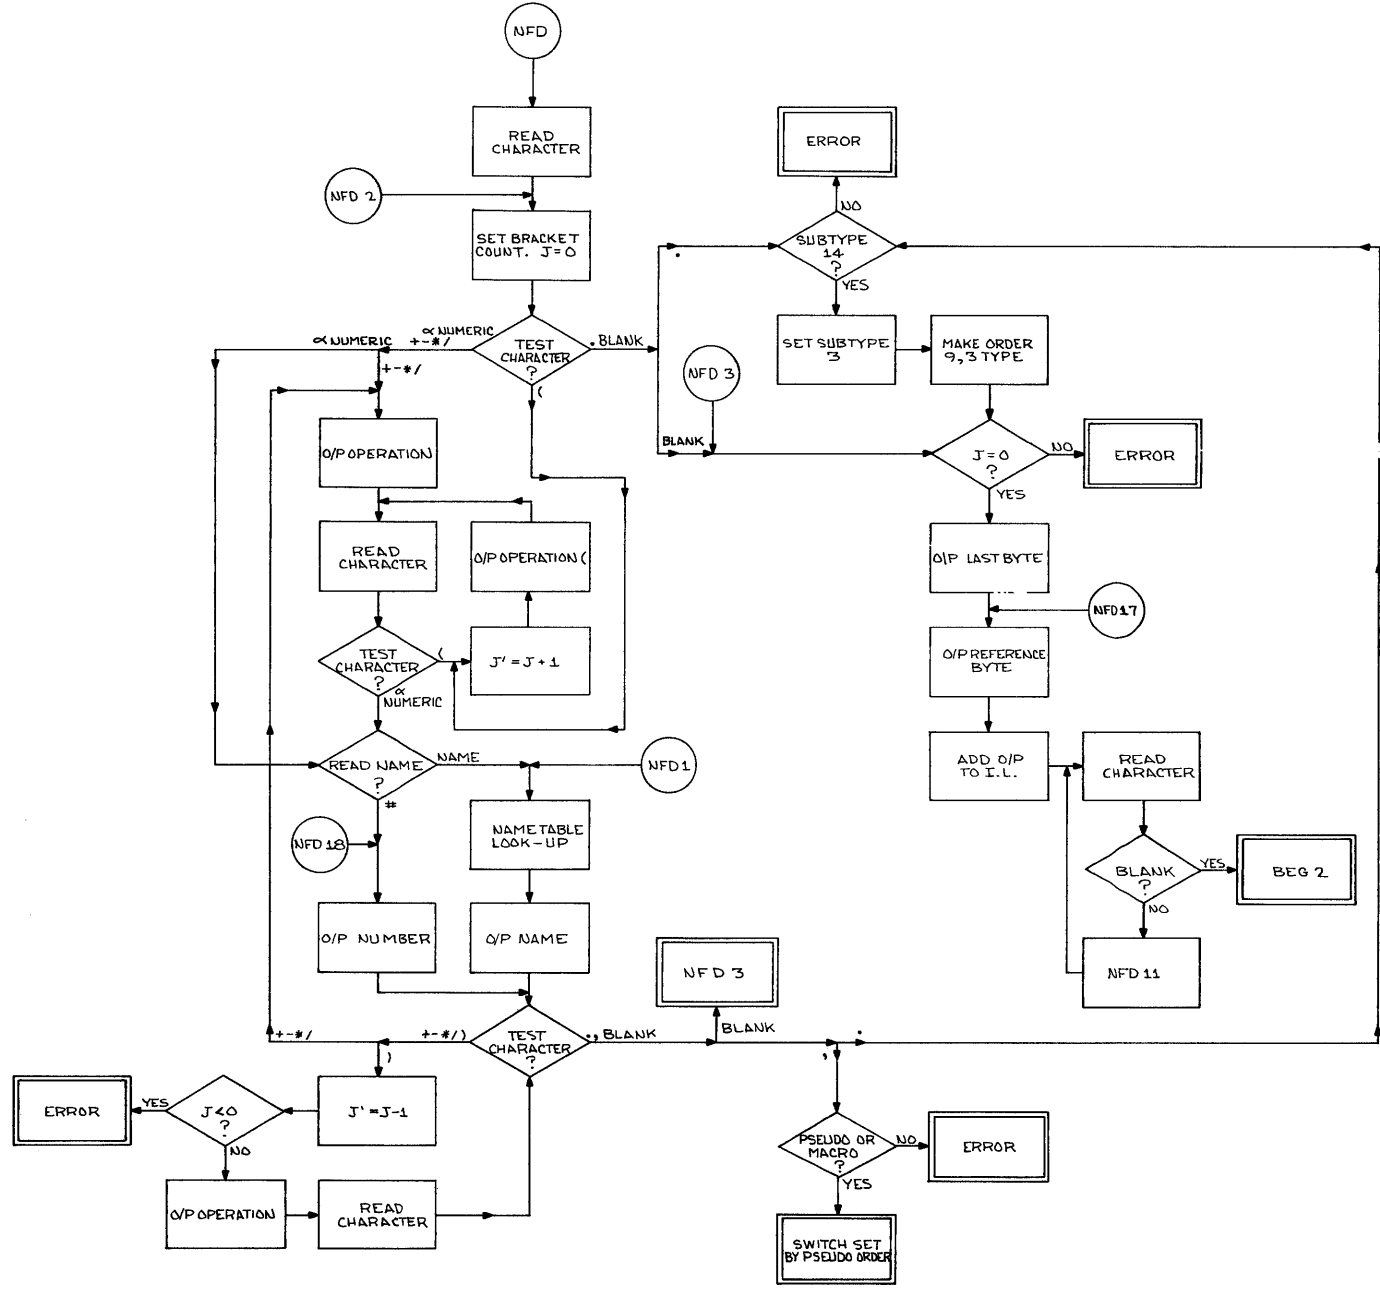 NFD
READ
CHARACTER
NFD 2
SET BRACKET
COUNT. J=0
TEST
CHARACTER
?
∝ NUMERIC
+-*/
∝ NUMERIC
+-*/
. BLANK
(
ERROR
NO
SUBTYPE
14
?
YES
.
SET SUBTYPE
3
MAKE ORDER
9,3 TYPE
NFD 3
BLANK
J=0
?
NO
ERROR
YES
O/P OPERATION
READ
CHARACTER
O/P OPERATION (
TEST
CHARACTER
?
(
J' = J + 1
∝
NUMERIC
O/P LAST BYTE
NFD17
O/P REFERENCE
BYTE
READ NAME
?
NAME
#
NFD1
NAMETABLE
LOOK-UP
NFD18
ADD O/P
TO I.L.
READ
CHARACTER
BLANK
?
YES
BEG 2
NO
NFD 11
O/P NUMBER
O/P NAME
NFD 3
BLANK
+-*/
+-*/)
TEST
CHARACTER
?
., BLANK
,
.
)
ERROR
YES
J<0
?
NO
J' = J-1
O/P OPERATION
READ
CHARACTER
PSEUDO OR
MACRO
?
NO
ERROR
YES
SWITCH SET
BY PSEUDO ORDER